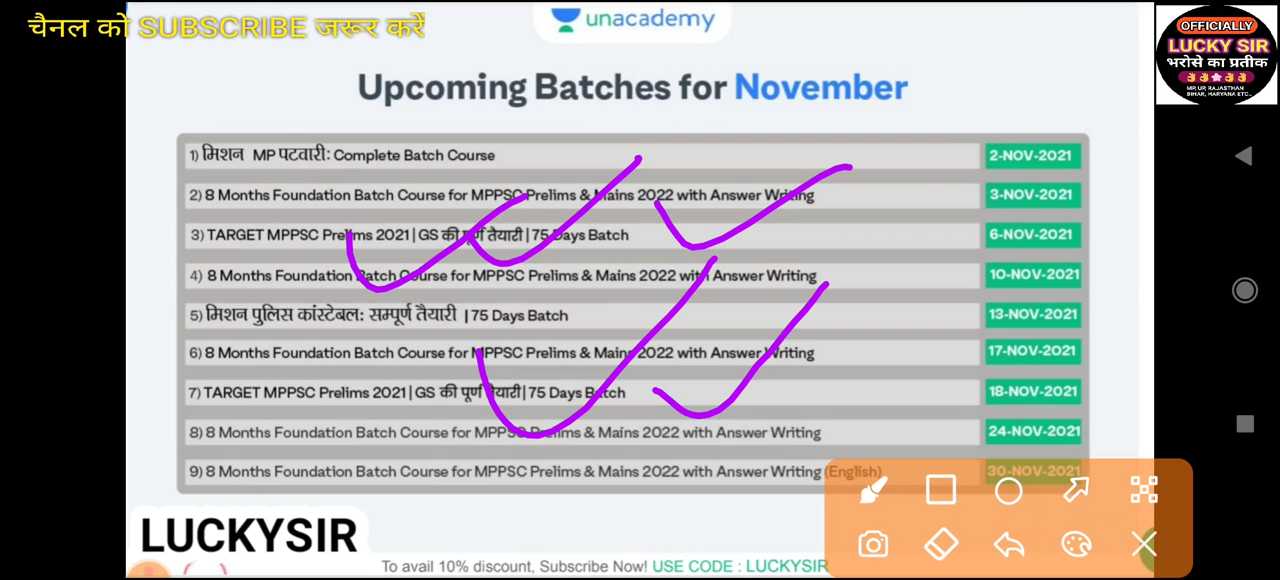 चैनल को SUBSCRIBE जरूर करें
unacademy
OFFICIALLY
LUCKY SIR
भरोसे का प्रतीक
MP, UP, RAJASTHAN
BIHAR, HARYANA ETC..
Upcoming Batches for November
1) मिशन MP पटवारी: Complete Batch Course 2-NOV-2021
2) 8 Months Foundation Batch Course for MPPSC Prelims & Mains 2022 with Answer Writing 3-NOV-2021
3) TARGET MPPSC Prelims 2021 | GS की पूर्ण तैयारी | 75 Days Batch 6-NOV-2021
4) 8 Months Foundation Batch Course for MPPSC Prelims & Mains 2022 with Answer Writing 10-NOV-2021
5) मिशन पुलिस कांस्टेबल: सम्पूर्ण तैयारी | 75 Days Batch 13-NOV-2021
6) 8 Months Foundation Batch Course for MPPSC Prelims & Mains 2022 with Answer Writing 17-NOV-2021
7) TARGET MPPSC Prelims 2021 | GS की पूर्ण तैयारी | 75 Days Batch 18-NOV-2021
8) 8 Months Foundation Batch Course for MPPSC Prelims & Mains 2022 with Answer Writing 24-NOV-2021
9) 8 Months Foundation Batch Course for MPPSC Prelims & Mains 2022 with Answer Writing (English) 30-NOV-2021
LUCKYSIR
To avail 10% discount, Subscribe Now! USE CODE : LUCKYSIR